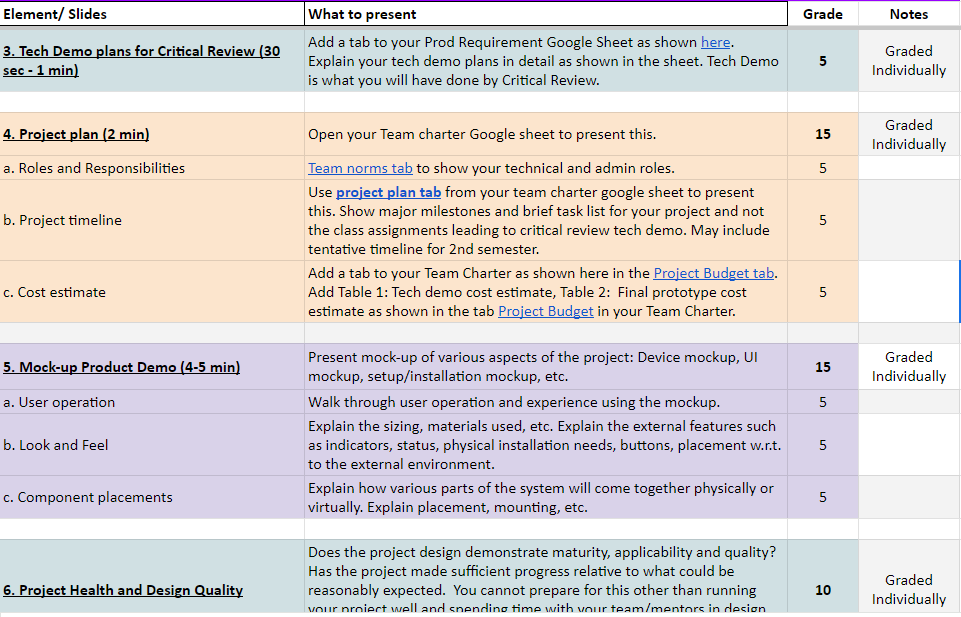 Element/ Slides What to present Grade Notes
3. Tech Demo plans for Critical Review (30
sec - 1 min)
Add a tab to your Prod Requirement Google Sheet as shown here.
Explain your tech demo plans in detail as shown in the sheet. Tech Demo
is what you will have done by Critical Review.
5
Graded
Individually
4. Project plan (2 min)
Open your Team charter Google sheet to present this.
15
Graded
Individually
a. Roles and Responsibilities
Team norms tab to show your technical and admin roles.
5
b. Project timeline
Use project plan tab from your team charter google sheet to present
this. Show major milestones and brief task list for your project and not
the class assignments leading to critical review tech demo. May include
tentative timeline for 2nd semester.
5
c. Cost estimate
Add a tab to your Team Charter as shown here in the Project Budget tab.
Add Table 1: Tech demo cost estimate, Table 2:  Final prototype cost
estimate as shown in the tab Project Budget in your Team Charter.
5
5. Mock-up Product Demo (4-5 min)
Present mock-up of various aspects of the project: Device mockup, UI
mockup, setup/installation mockup, etc.
15
Graded
Individually
a. User operation
Walk through user operation and experience using the mockup.
5
b. Look and Feel
Explain the sizing, materials used, etc. Explain the external features such
as indicators, status, physical installation needs, buttons, placement w.r.t.
to the external environment.
5
c. Component placements
Explain how various parts of the system will come together physically or
virtually. Explain placement, mounting, etc.
5
6. Project Health and Design Quality
Does the project design demonstrate maturity, applicability and quality?
Has the project made sufficient progress relative to what could be
reasonably expected.  You cannot prepare for this other than running
your project well and spending time with your team/mentors in design
10
Graded
Individually